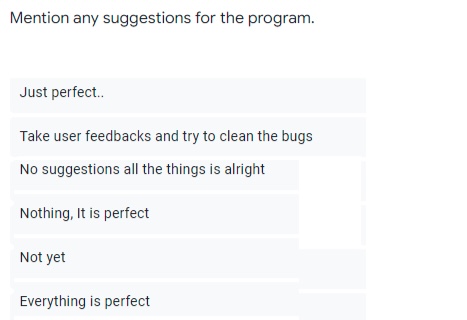 Mention any suggestions for the program.
Just perfect..
Take user feedbacks and try to clean the bugs
No suggestions all the things is alright
Nothing, It is perfect
Not yet
Everything is perfect